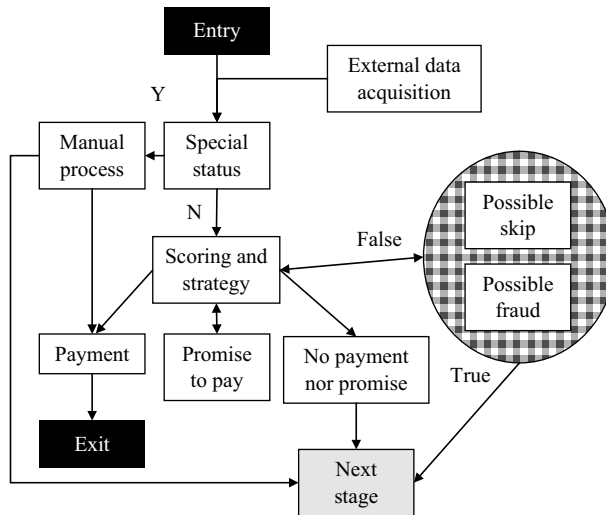 Entry
External data
acquisition
Y
Manual
process
Special
status
N
Possible
skip
False
Scoring and
strategy
Possible
fraud
Payment
Promise
to pay
No payment
nor promise
True
Exit
Next
stage